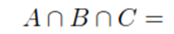 A ∩ B ∩ C =